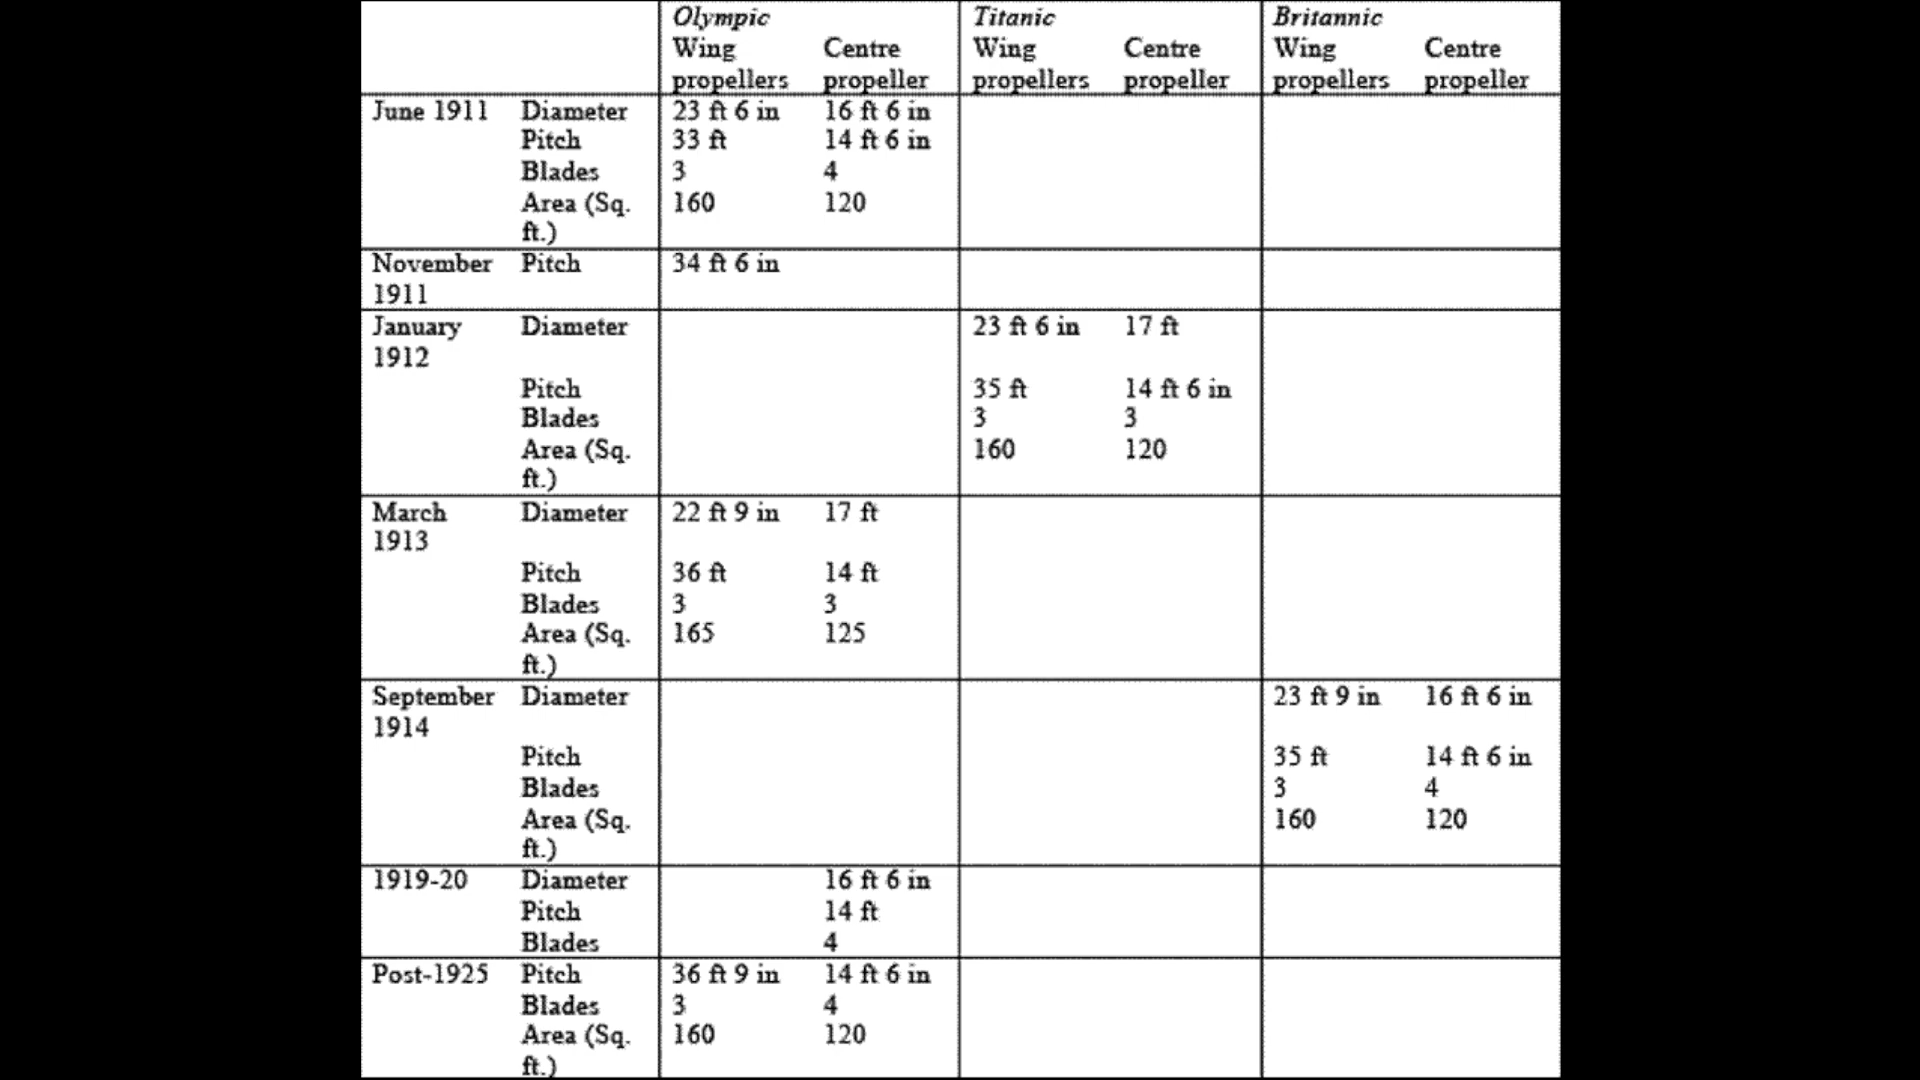 Olympic Titanic Britannic
Wing Centre Wing Centre Wing Centre
propellers propeller propellers propeller propellers propeller
June 1911 Diameter 23 ft 6 in 16 ft 6 in
Pitch 33 ft 14 ft 6 in
Blades 3 4
Area (Sq. 160 120
ft.)
November Pitch 34 ft 6 in
1911
January Diameter 23 ft 6 in 17 ft
1912
Pitch 35 ft 14 ft 6 in
Blades 3 3
Area (Sq. 160 120
ft.)
March Diameter 22 ft 9 in 17 ft
1913
Pitch 36 ft 14 ft
Blades 3 3
Area (Sq. 165 125
ft.)
September Diameter 23 ft 9 in 16 ft 6 in
1914
Pitch 35 ft 14 ft 6 in
Blades 3 4
Area (Sq. 160 120
ft.)
1919-20 Diameter 16 ft 6 in
Pitch 14 ft
Blades 4
Post-1925 Pitch 36 ft 9 in 14 ft 6 in
Blades 3 4
Area (Sq. 160 120
ft.)